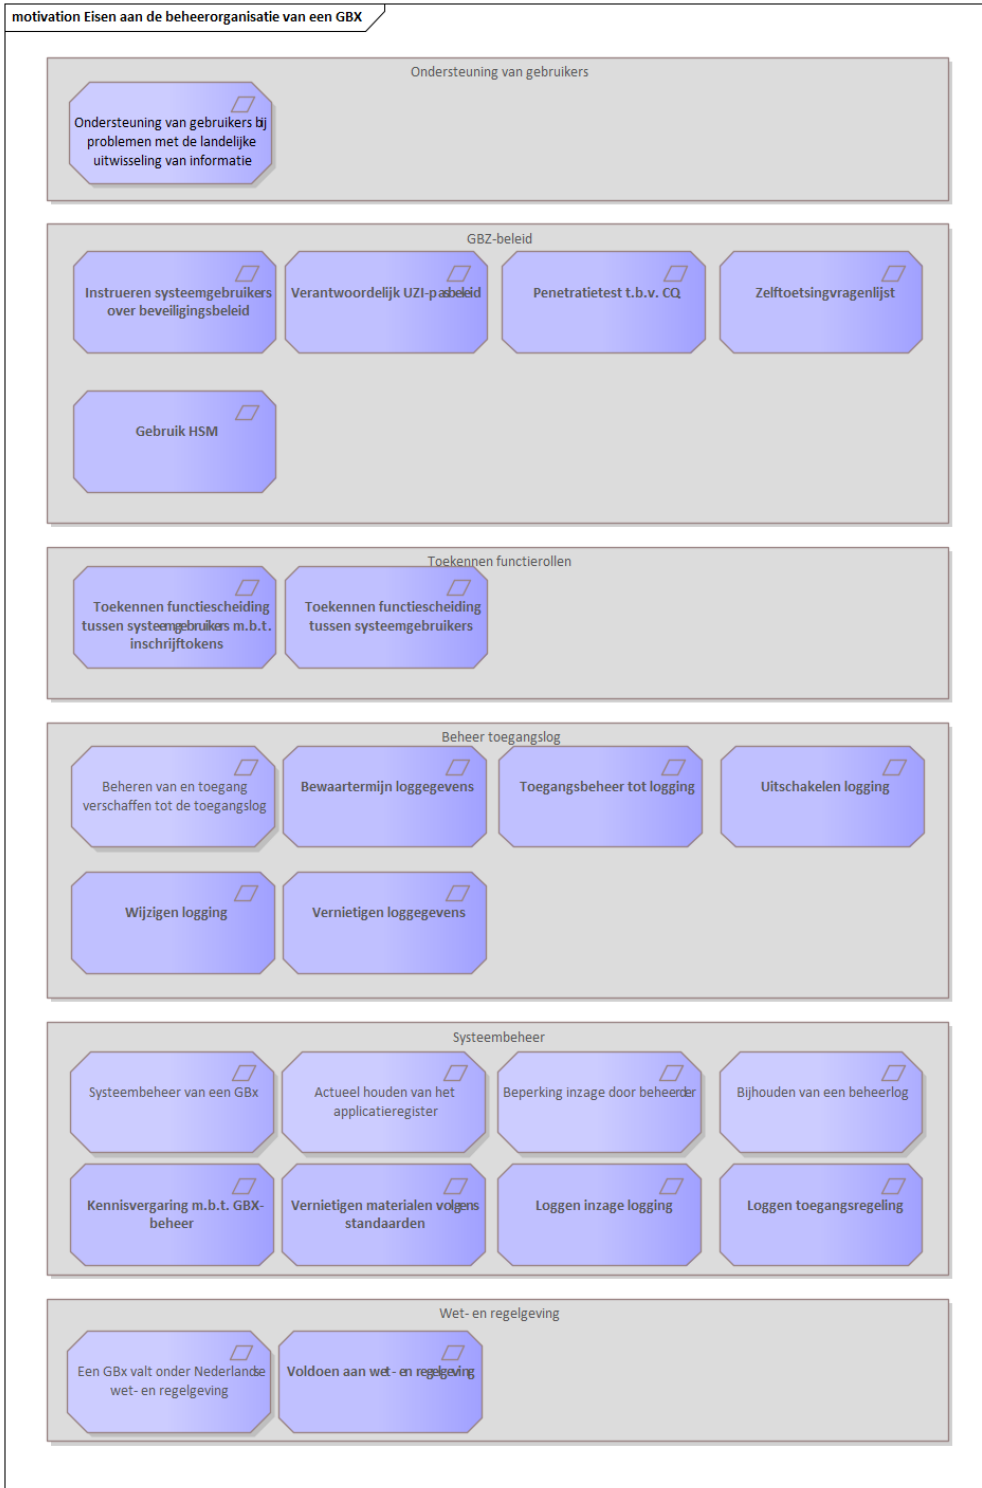 motivation Eisen aan de beheerorganisatie van een GBX
Ondersteuning van gebruikers
Ondersteuning van gebruikers bij
problemen met de landelijke
uitwisseling van informatie
GBZ-beleid
Instrueren systeemgebruikers
over beveiligingsbeleid
Verantwoordelijk UZI-pasbeleid
Penetratietest t.b.v. CQ
Zelftoetsingvragenlijst
Gebruik HSM
Toekennen functierollen
Toekennen functiescheiding
tussen systeemgebruikers m.b.t.
inschrijftokens
Toekennen functiescheiding
tussen systeemgebruikers
Beheer toegangslog
Beheren van en toegang
verschaffen tot de toegangslog
Bewaartermijn loggegevens
Toegangsbeheer tot logging
Uitschakelen logging
Wijzigen logging
Vernietigen loggegevens
Systeembeheer
Systeembeheer van een GBx
Actueel houden van het
applicatieregister
Beperking inzage door beheerder
Bijhouden van een beheerlog
Kennisvergaring m.b.t. GBX-
beheer
Vernietigen materialen volgens
standaarden
Loggen inzage logging
Loggen toegangsregeling
Wet- en regelgeving
Een GBx valt onder Nederlandse
wet- en regelgeving
Voldoen aan wet- en regelgeving